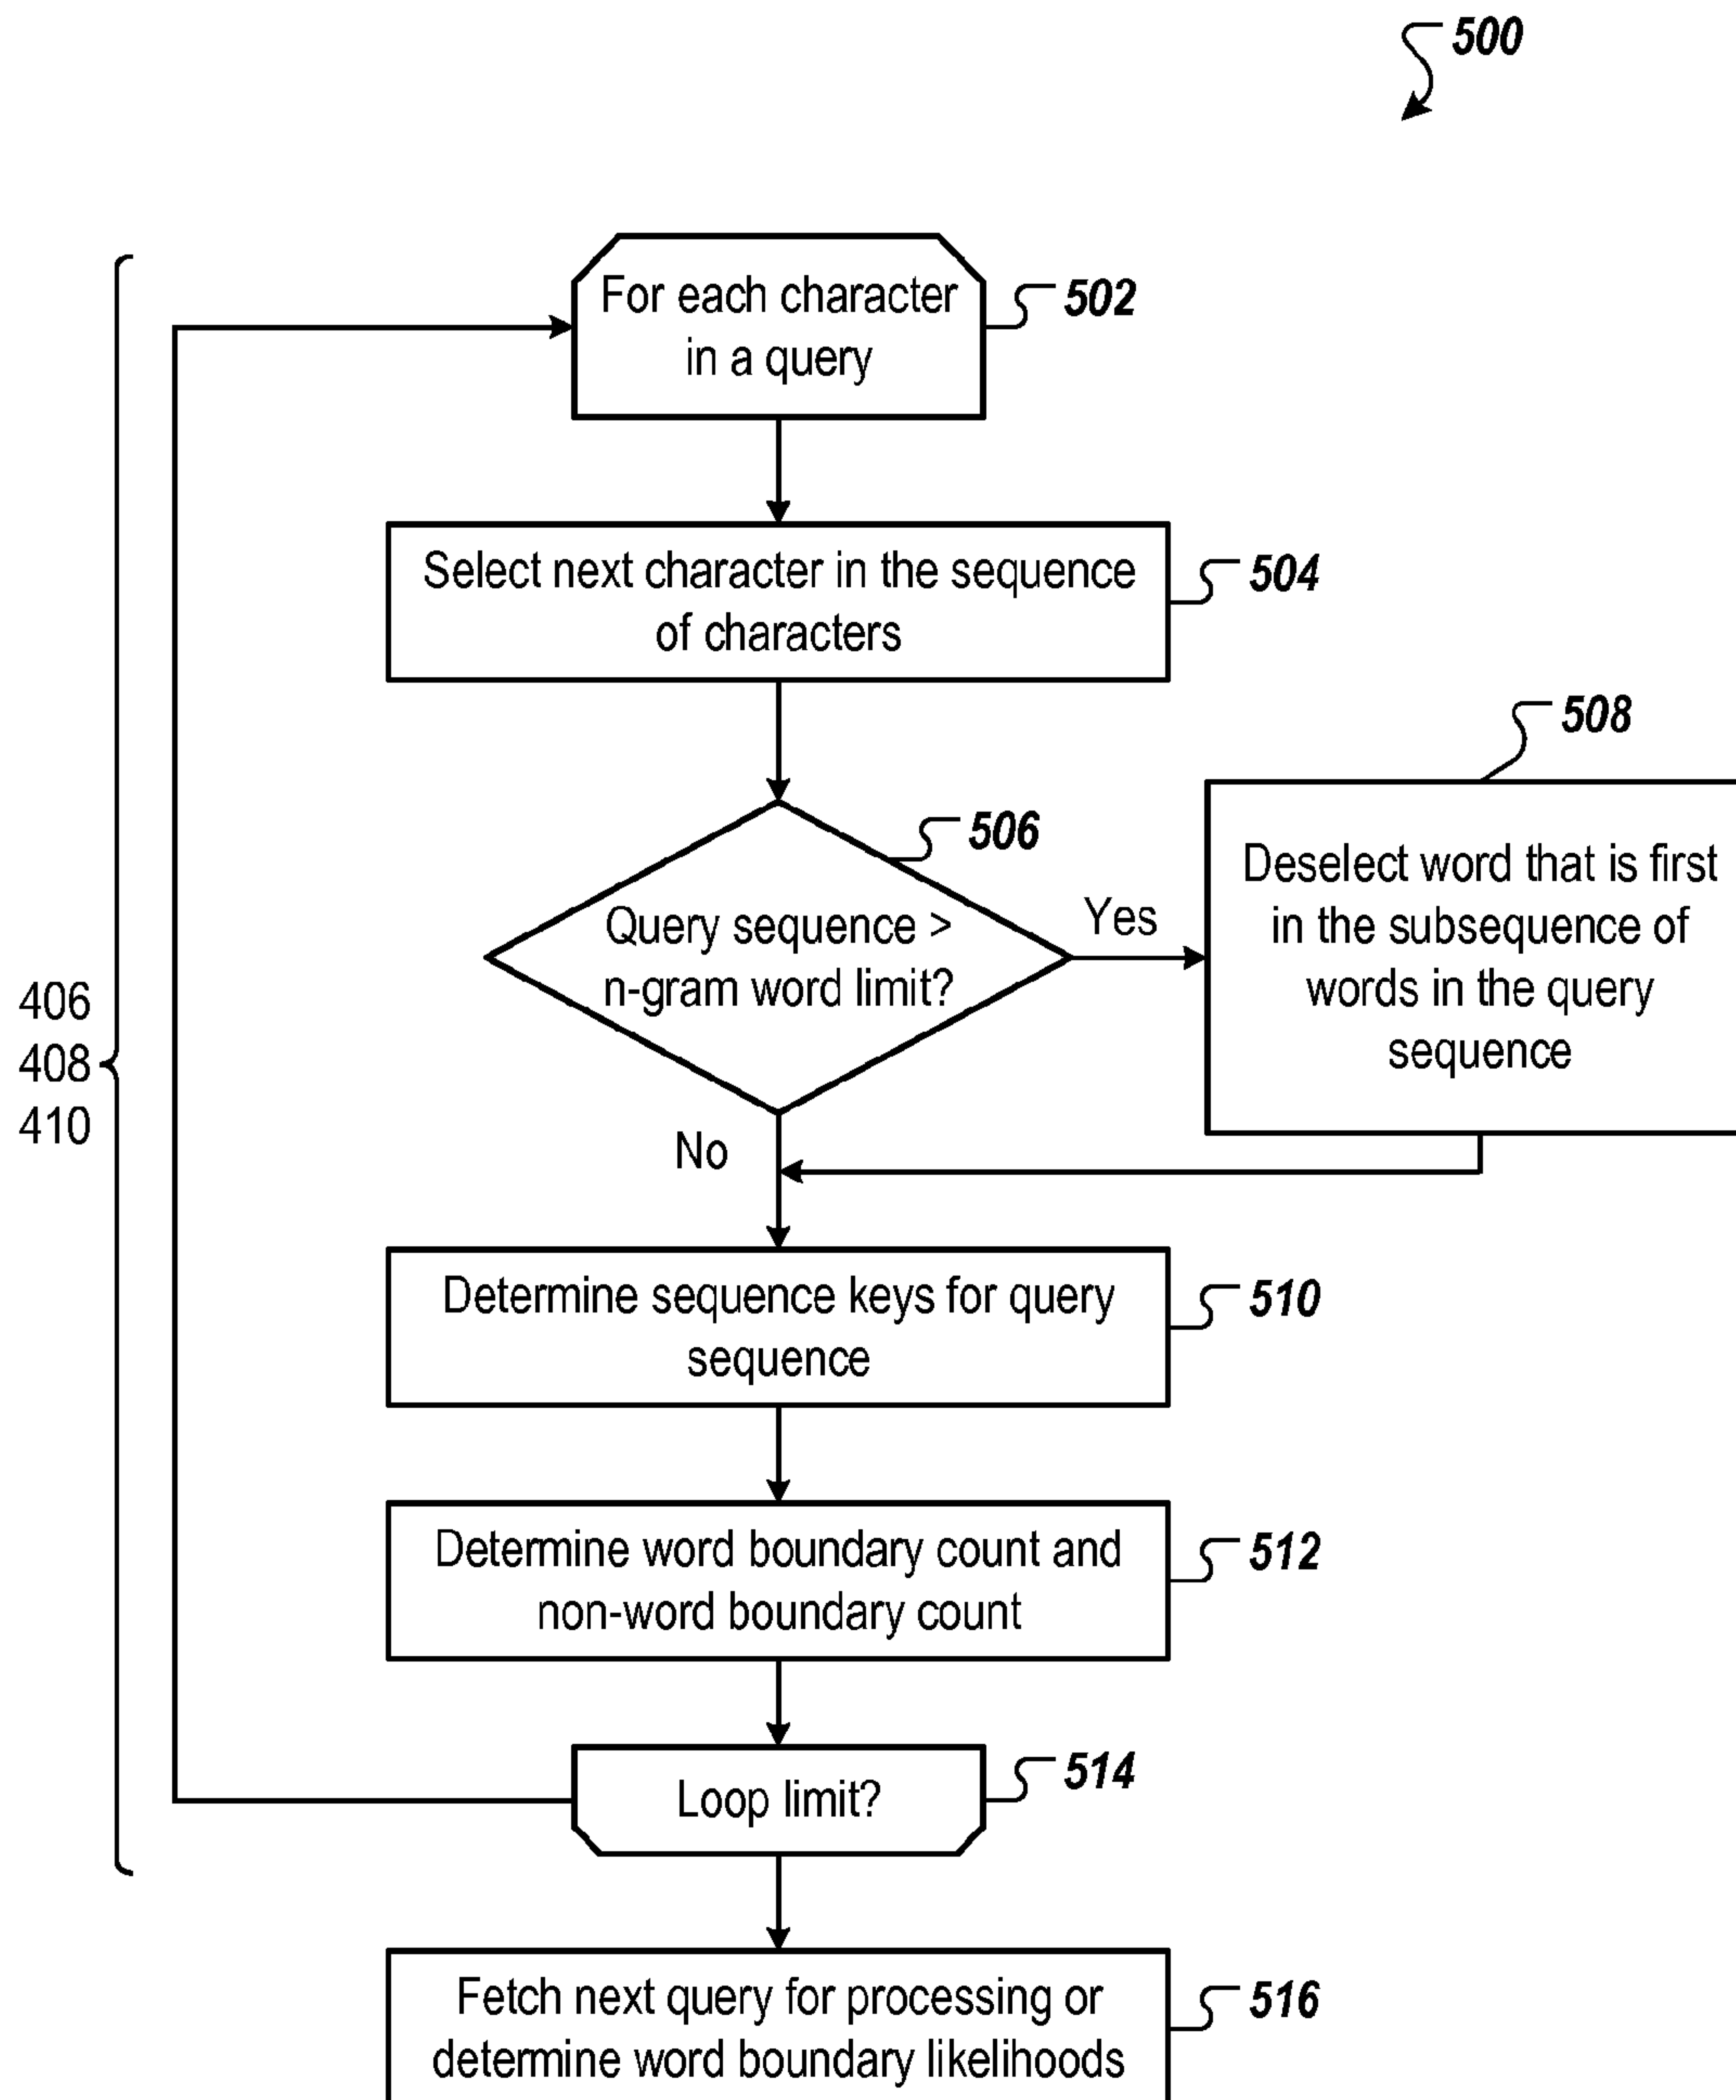 500
For each character
in a query
502
Select next character in the sequence
of characters
504
508
506
Query sequence >
n-gram word limit?
Yes
Deselect word that is first
in the subsequence of
words in the query
sequence
406
408
410
No
Determine sequence keys for query
sequence
510
Determine word boundary count and
non-word boundary count
512
Loop limit?
514
Fetch next query for processing or
determine word boundary likelihoods
516